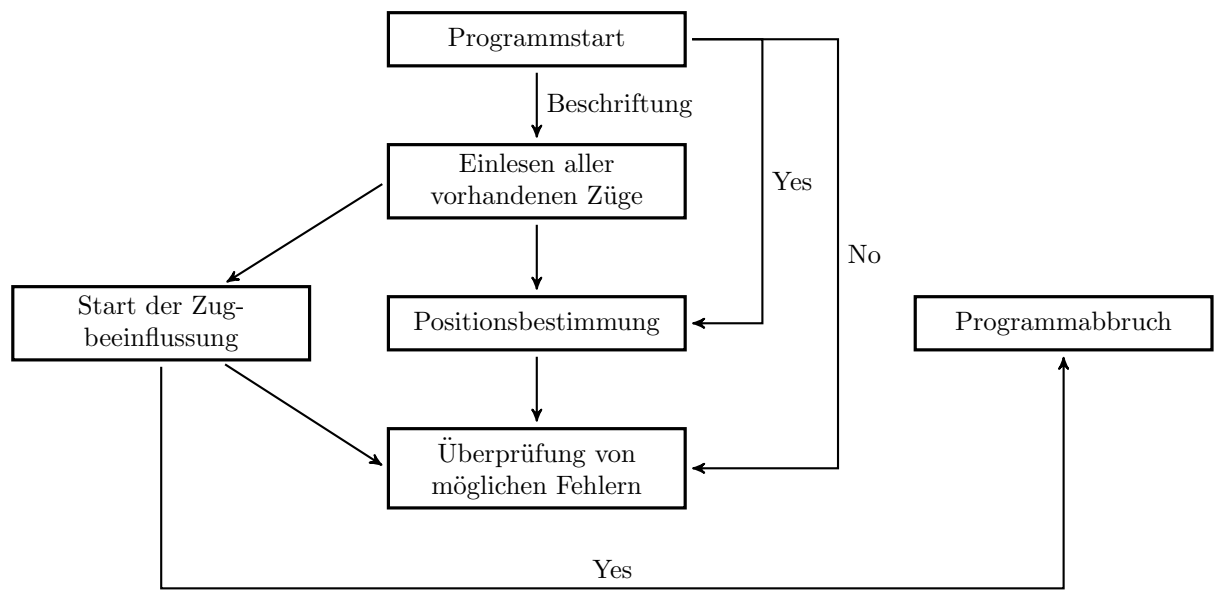 Programmstart
Beschriftung
Einlesen aller
vorhandenen Züge
Yes
No
Start der Zug-
beeinflussung
Positionsbestimmung
Programmabbruch
Überprüfung von
möglichen Fehlern
Yes